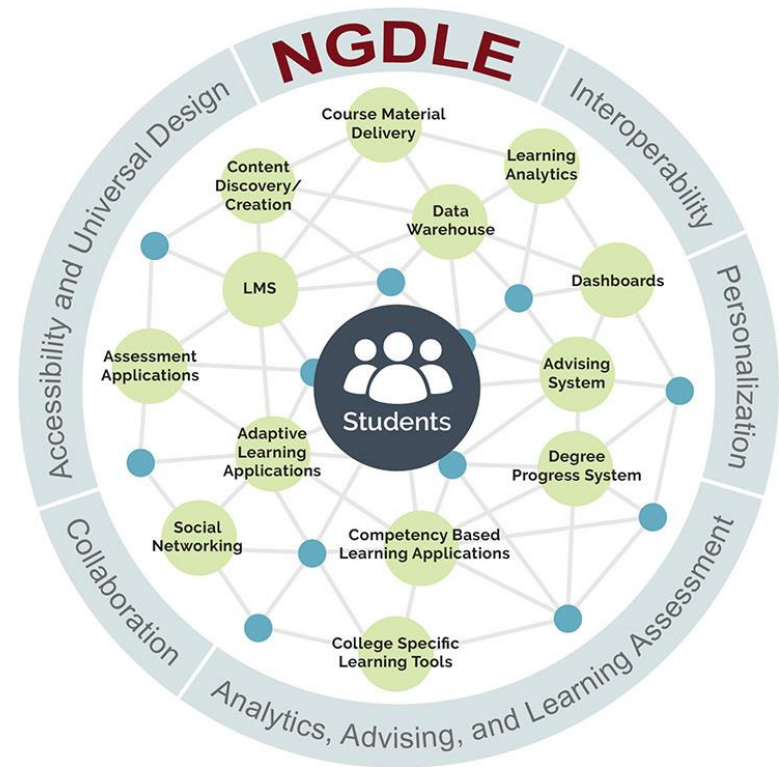 NGDLE
Interoperability
Personalization
Analytics, Advising, and Learning Assessment
Collaboration
Accessibility and Universal Design
Course Material
Delivery
Learning
Analytics
Content
Discovery/
Creation
Data
Warehouse
LMS
Dashboards
Assessment
Applications
Students
Advising
System
Adaptive
Learning
Applications
Degree
Progress System
Social
Networking
Competency Based
Learning Applications
College Specific
Learning Tools